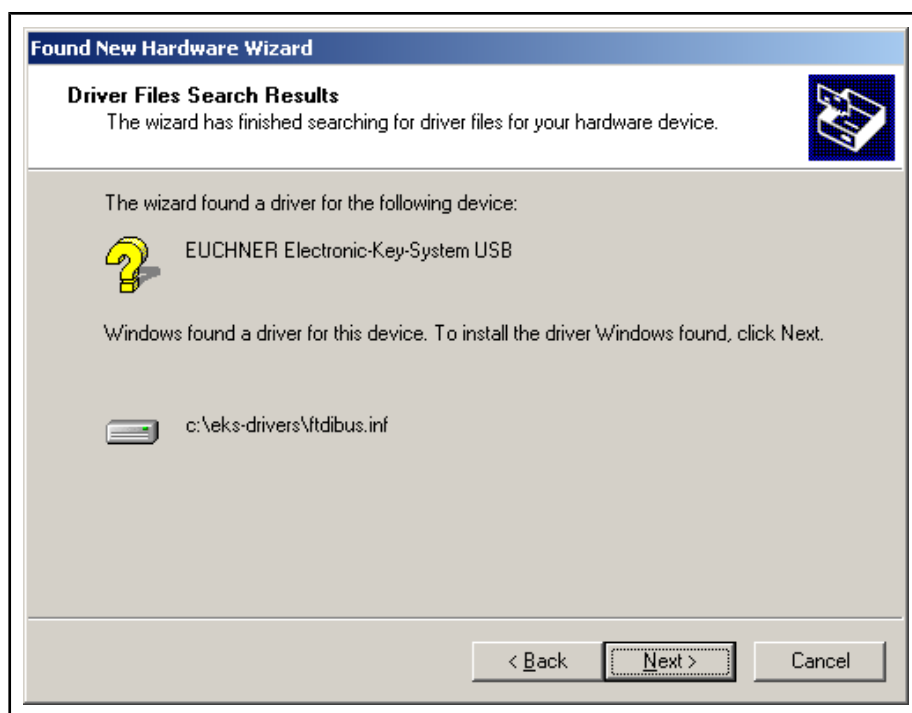 Found New Hardware Wizard
Driver Files Search Results
The wizard has finished searching for driver files for your hardware device.
The wizard found a driver for the following device:
EUCHNER Electronic-Key-System USB
Windows found a driver for this device. To install the driver Windows found, click Next.
c:\eks-drivers\ftdibus.inf
< Back Next > Cancel